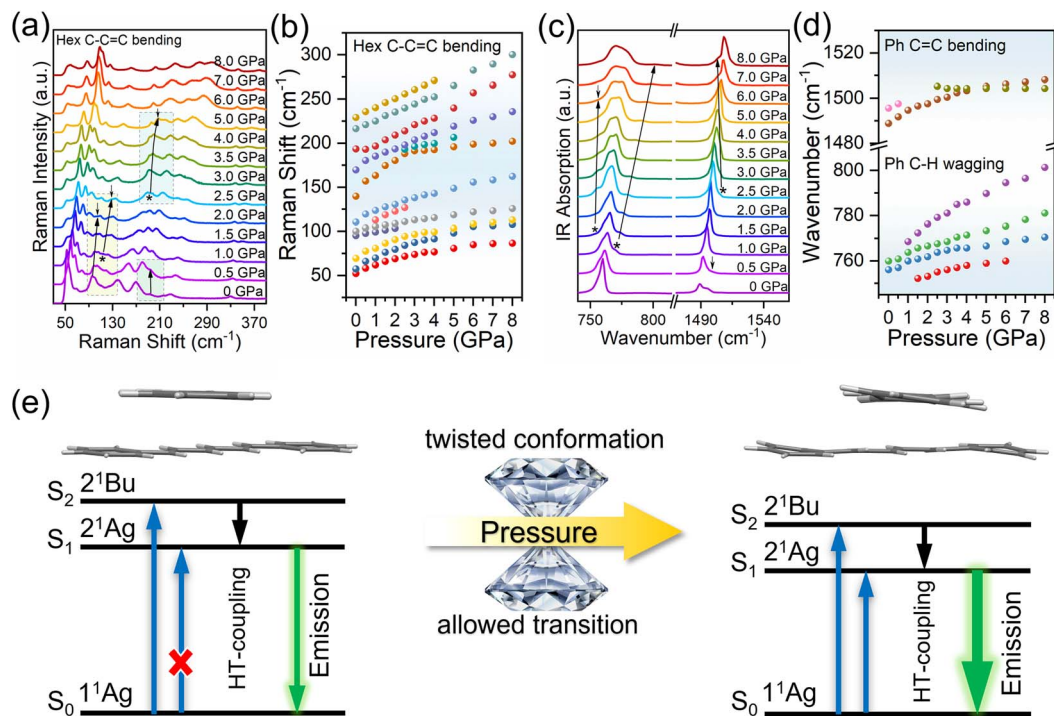 (a)
Hex C-C=C bending
8.0 GPa
7.0 GPa
6.0 GPa
5.0 GPa
4.0 GPa
3.5 GPa
3.0 GPa
2.5 GPa
2.0 GPa
1.5 GPa
1.0 GPa
0.5 GPa
0 GPa
*
*
Raman Intensity (a.u.)
50 130 210 290 370
Raman Shift (cm⁻¹)
(b)
Hex C-C=C bending
300
250
200
150
100
50
Raman Shift (cm⁻¹)
0 1 2 3 4 5 6 7 8
Pressure (GPa)
(c)
8.0 GPa
7.0 GPa
6.0 GPa
5.0 GPa
4.0 GPa
3.5 GPa
3.0 GPa
2.5 GPa
2.0 GPa
1.5 GPa
1.0 GPa
0.5 GPa
0 GPa
*
*
*
IR Absorption (a.u.)
750 800 1490 1540
Wavenumber (cm⁻¹)
(d)
Ph C=C bending
1520
1500
1480
Ph C-H wagging
800
780
760
Wavenumber (cm⁻¹)
0 1 2 3 4 5 6 7 8
Pressure (GPa)
(e)
S₂ 2¹Bu
S₁ 2¹Ag
HT-coupling
Emission
S₀ 1¹Ag
twisted conformation
Pressure
allowed transition
S₂ 2¹Bu
S₁ 2¹Ag
HT-coupling
Emission
S₀ 1¹Ag